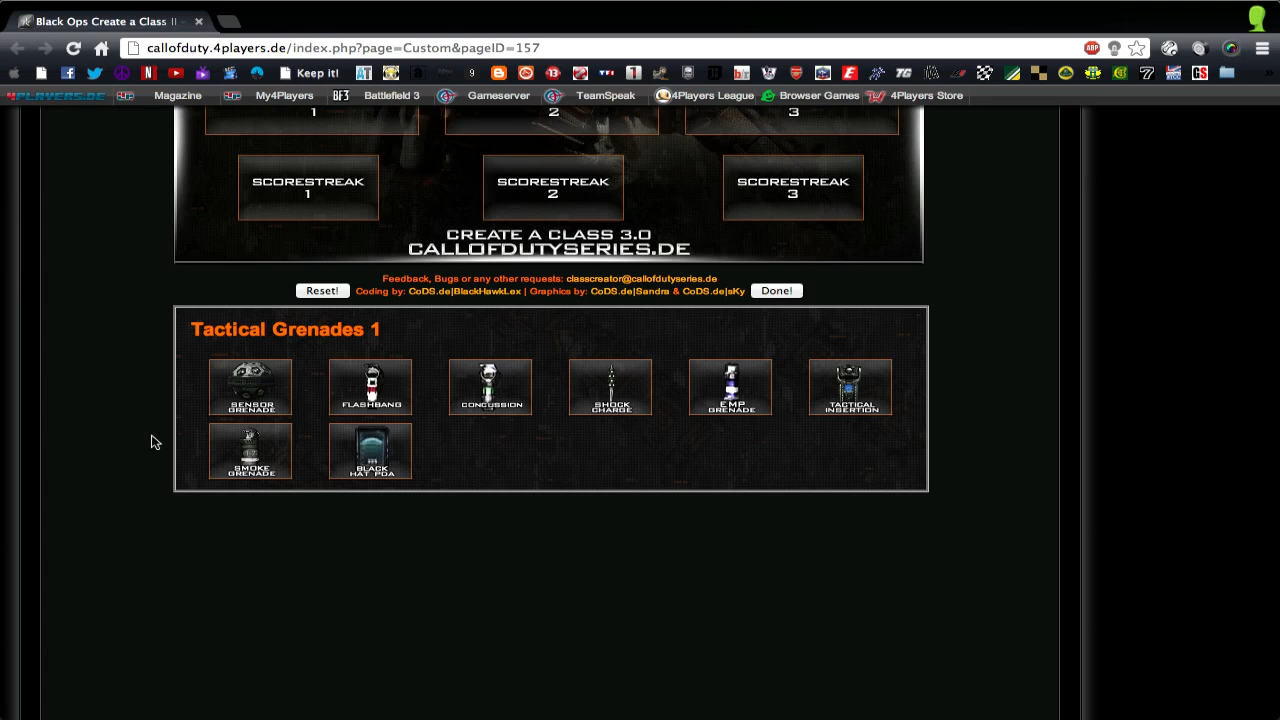 Black Ops Create a Class II
callofduty.4players.de/index.php?page=Custom&pageID=157
Keep it!
4PLAYERS.DE Magazine My4Players BF3 Battlefield 3 Gameserver TeamSpeak 4Players League Browser Games 4Players Store
1 2 3
SCORESTREAK
1
SCORESTREAK
2
SCORESTREAK
3
CREATE A CLASS 3.0
CALLOFDUTYSERIES.DE
Feedback, Bugs or any other requests: classcreator@callofdutyseries.de
Reset! Coding by: CoDS.de|BlackHawkLex | Graphics by: CoDS.de|Sandra & CoDS.de|sKy Done!
Tactical Grenades 1
SENSOR
GRENADE
FLASHBANG
CONCUSSION
SHOCK
CHARGE
EMP
GRENADE
TACTICAL
INSERTION
SMOKE
GRENADE
BLACK
HAT PDA